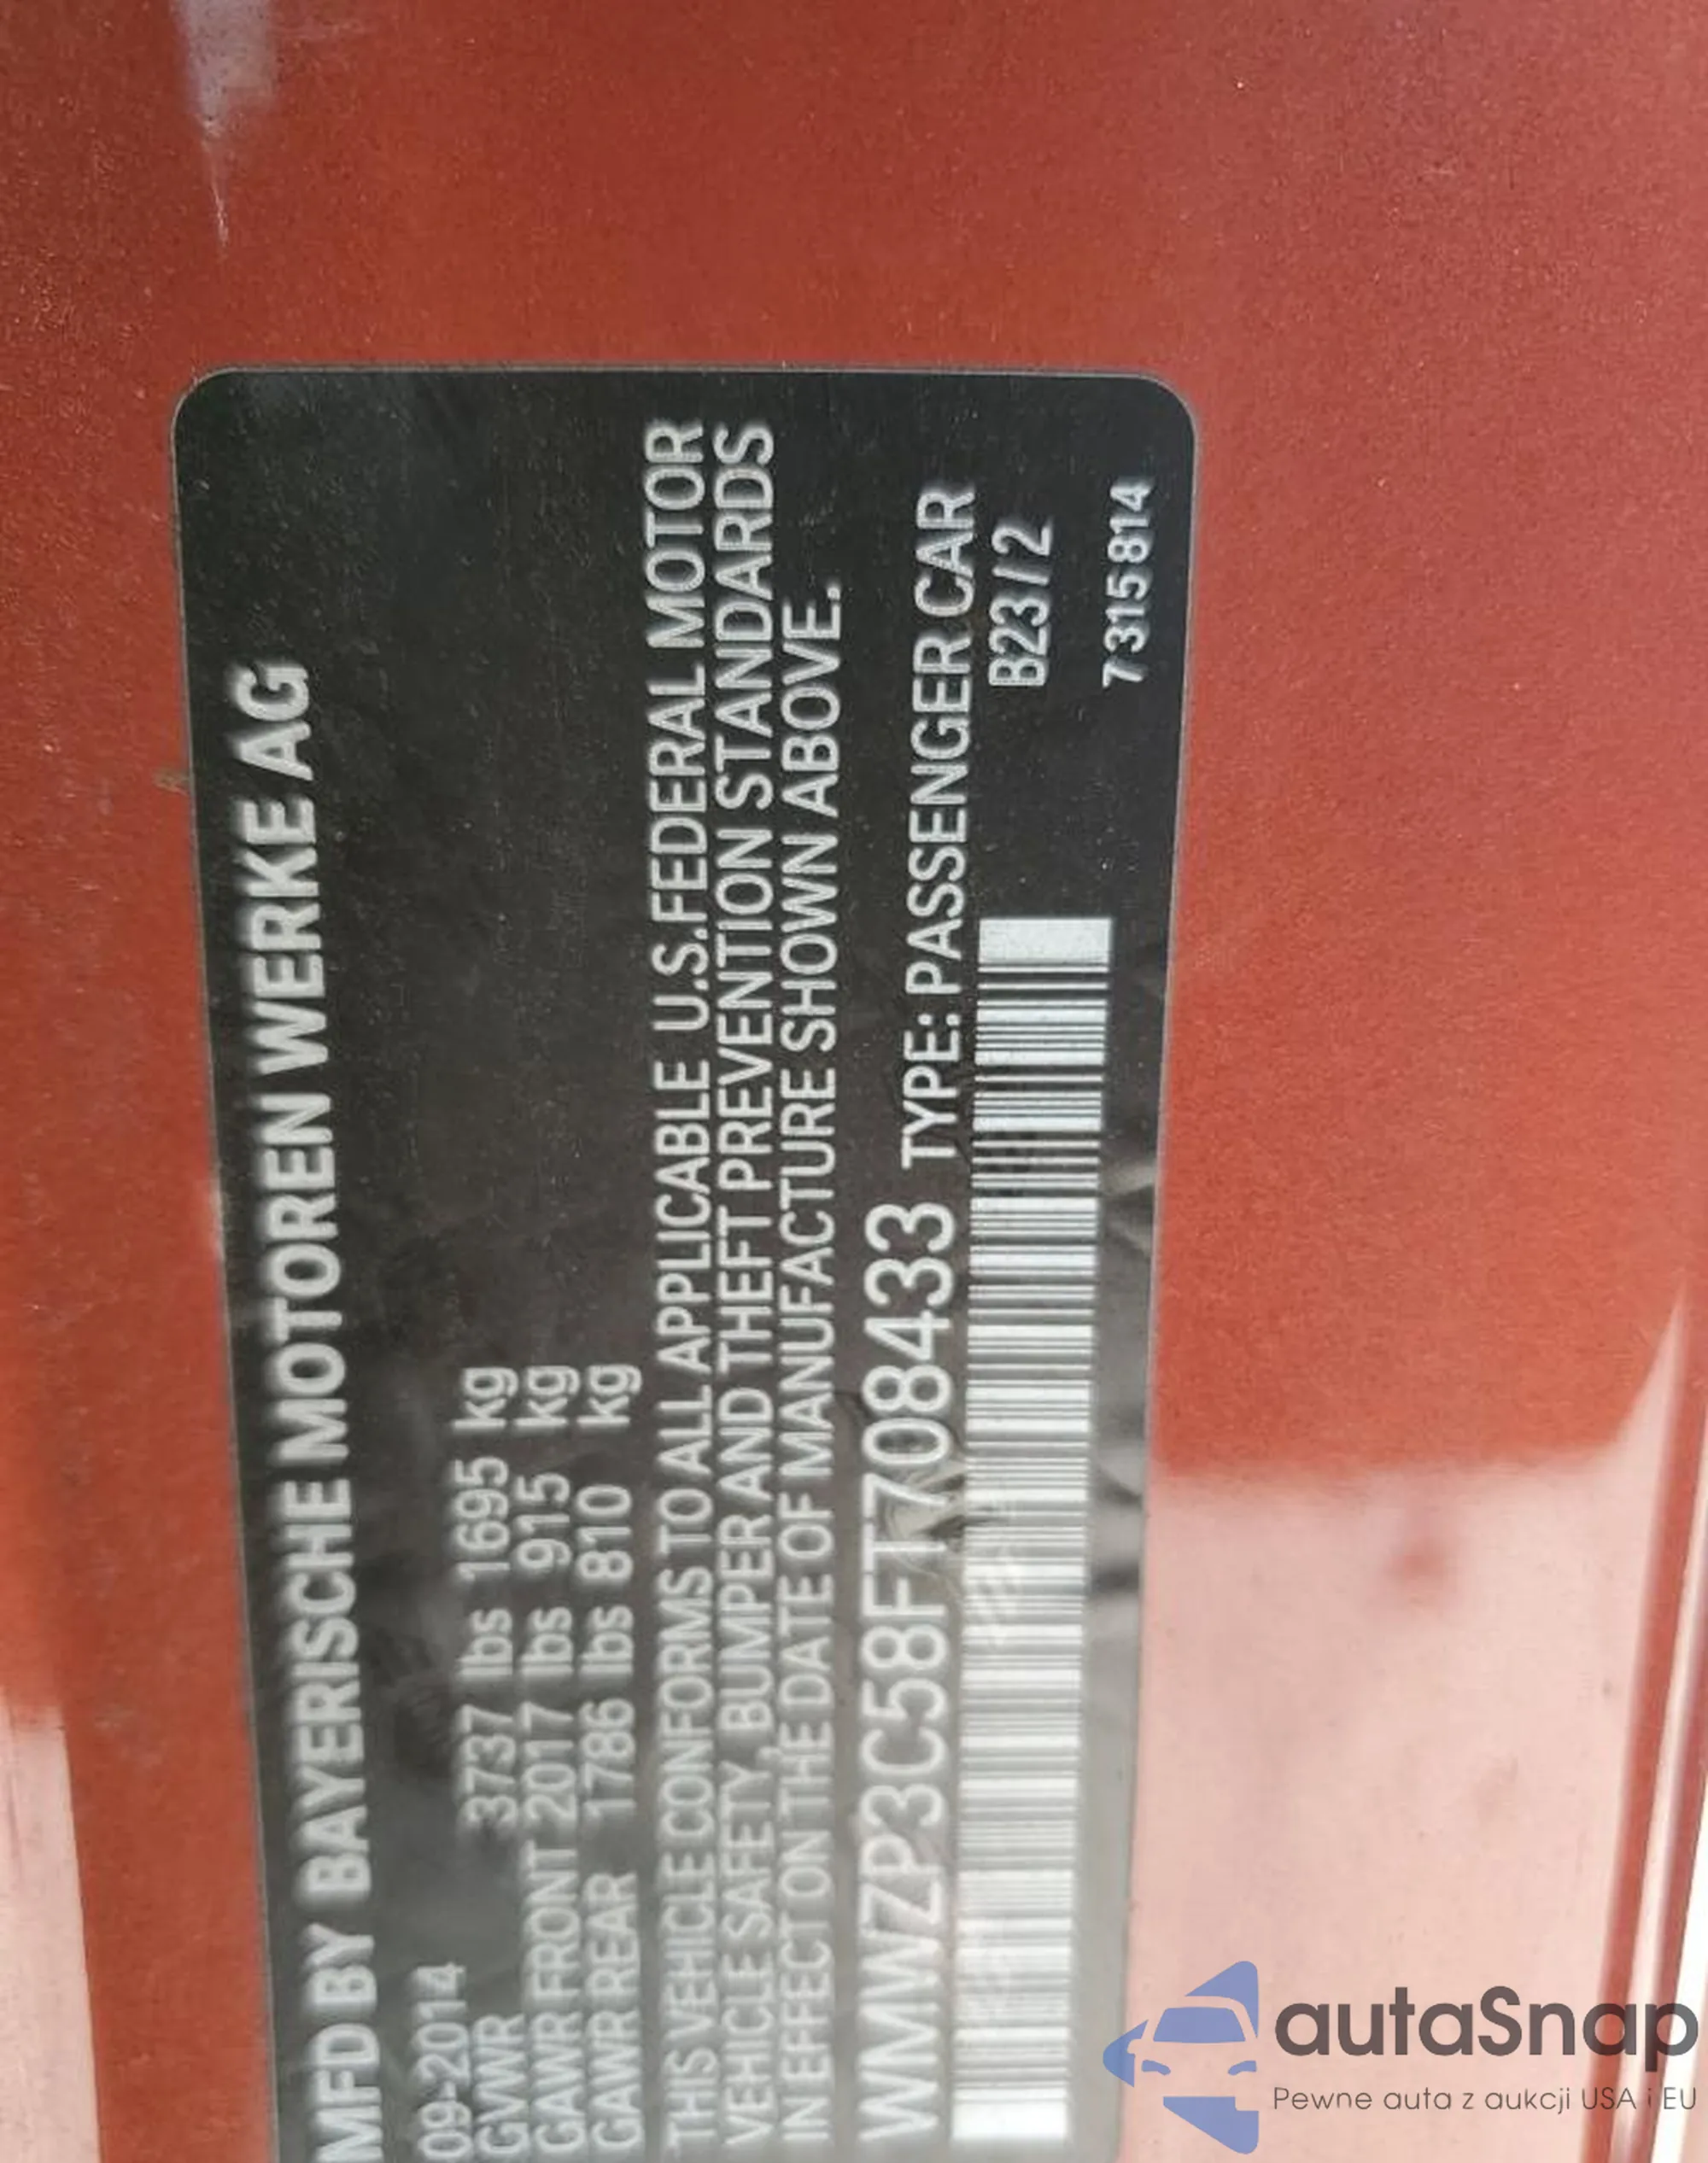 MFD BY BAYERISCHE MOTOREN WERKE AG
09-2014
GVWR 3737 lbs 1695 kg
GAWR FRONT 2017 lbs 915 kg
GAWR REAR 1786 lbs 810 kg
THIS VEHICLE CONFORMS TO ALL APPLICABLE U.S.FEDERAL MOTOR
VEHICLE SAFETY, BUMPER AND THEFT PREVENTION STANDARDS
IN EFFECT ON THE DATE OF MANUFACTURE SHOWN ABOVE.
WMWZP3C58FT708433 TYPE: PASSENGER CAR
B23/2
7315814
autaSnap
Pewne auta z aukcji USA i EU